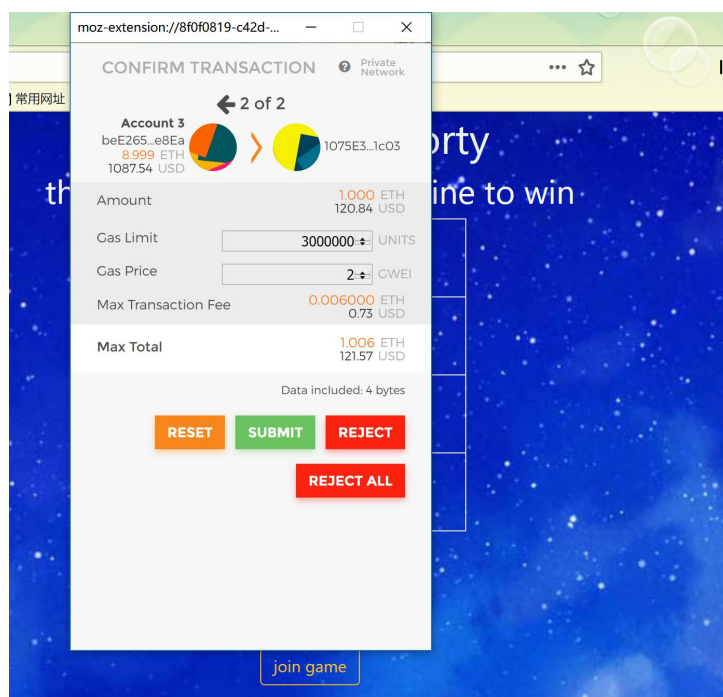 moz-extension://8f0f0819-c42d-...
CONFIRM TRANSACTION
Private
Network
常用网址
2 of 2
Account 3
beE265...e8Ea
8.999 ETH
1087.54 USD
1075E3...1c03
orty
th
ine to win
Amount
1.000 ETH
120.84 USD
Gas Limit
3000000 UNITS
Gas Price
2 GWEI
Max Transaction Fee
0.006000 ETH
0.73 USD
Max Total
1.006 ETH
121.57 USD
Data included: 4 bytes
RESET SUBMIT REJECT
REJECT ALL
join game